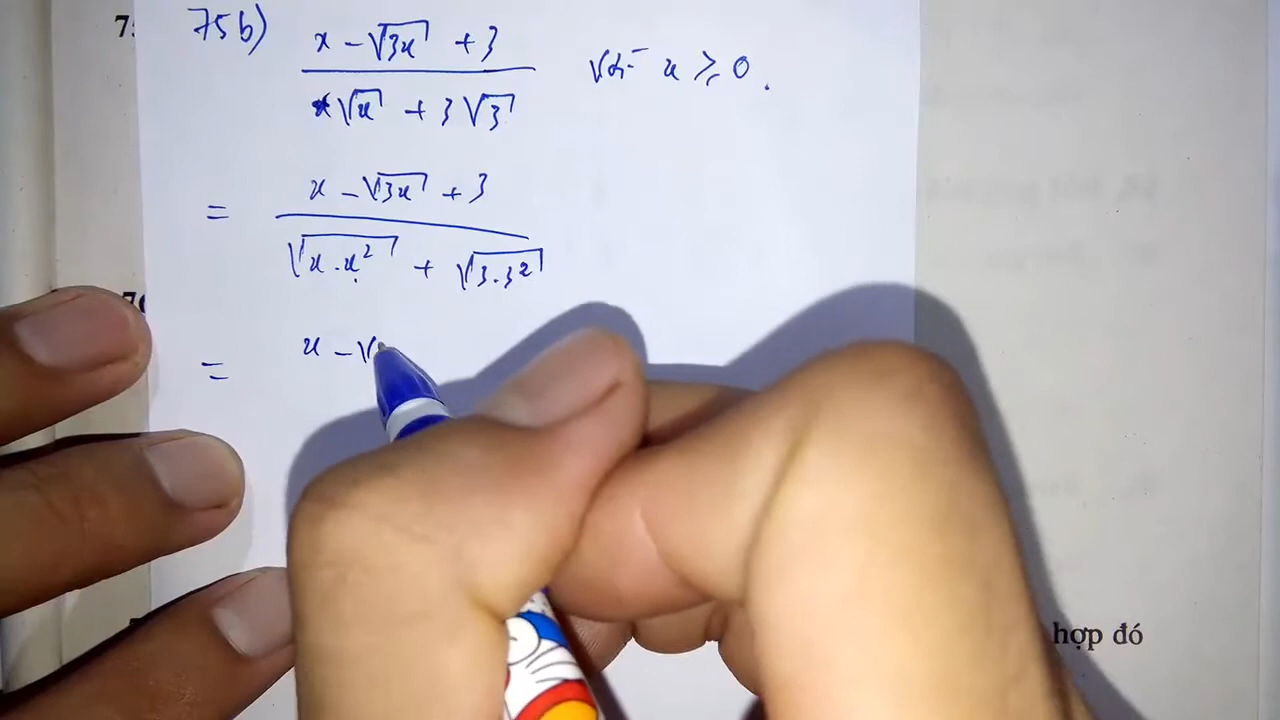 75b) x - √3x + 3 / x√x + 3√3 với x ≥ 0.
= x - √3x + 3 / √x.x² + √3.3²
= x - √
hợp đó